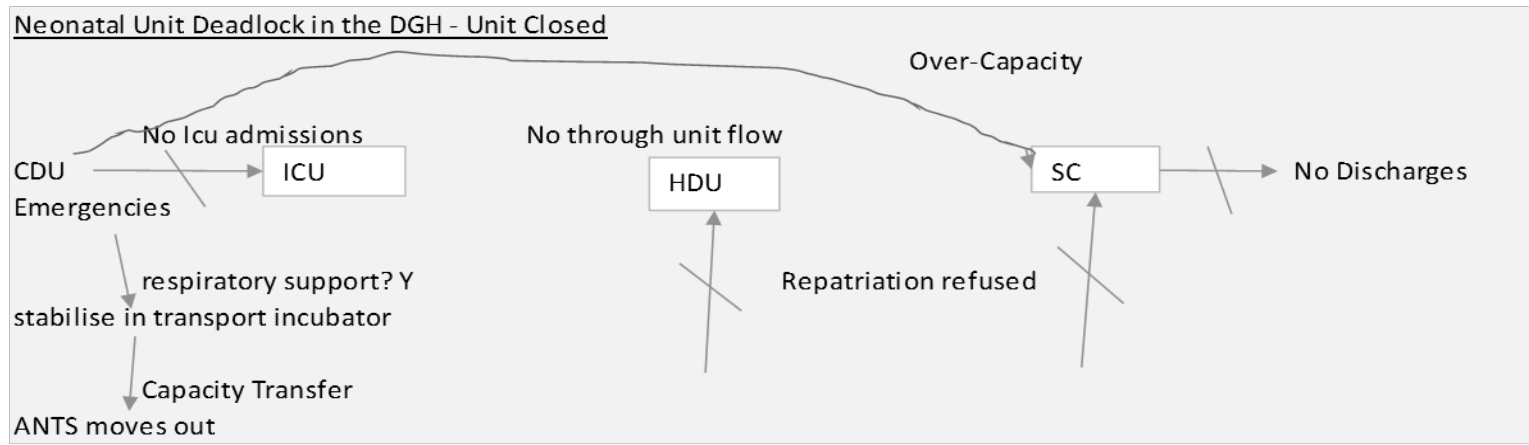 Neonatal Unit Deadlock in the DGH - Unit Closed
Over-Capacity
No Icu admissions
No through unit flow
CDU
ICU
HDU
SC
No Discharges
Emergencies
respiratory support? Y
Repatriation refused
stabilise in transport incubator
Capacity Transfer
ANTS moves out